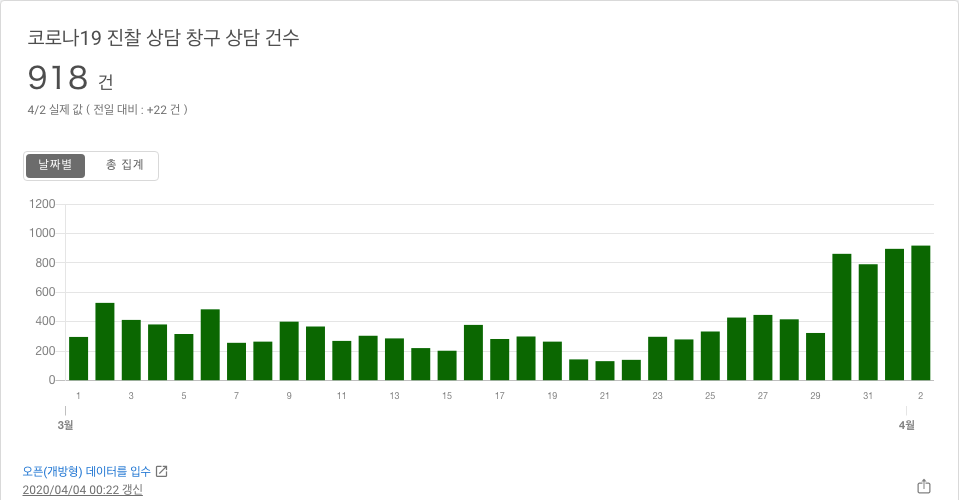 코로나19 진찰 상담 창구 상담 건수
918 건
4/2 실제 값 ( 전일 대비 : +22 건 )
날짜별 총 집계
1200
1000
800
600
400
200
0
1 3 5 7 9 11 13 15 17 19 21 23 25 27 29 31 2
3월 4월
오픈(개방형) 데이터를 입수
2020/04/04 00:22 갱신